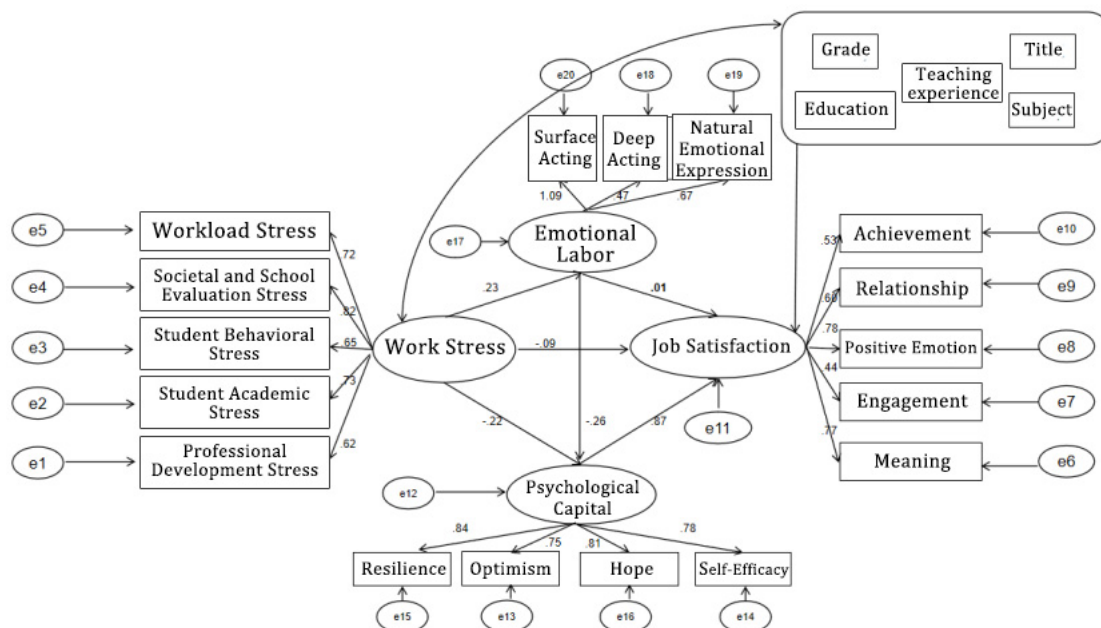 Grade
Title
Teaching
experience
Education
Subject
e20
e18
e19
Surface
Acting
Deep
Acting
Natural
Emotional
Expression
1.09
.47
.67
e17
Emotional
Labor
e5
Workload Stress
.72
e4
Societal and School
Evaluation Stress
.82
e3
Student Behavioral
Stress
.65
e2
Student Academic
Stress
.73
e1
Professional
Development Stress
.62
Work Stress
.23
-.09
-.22
.01
-.26
.87
Job Satisfaction
e11
.53
Achievement
e10
.60
Relationship
e9
.78
Positive Emotion
e8
.44
Engagement
e7
.77
Meaning
e6
e12
Psychological
Capital
.84
.75
.81
.78
Resilience
Optimism
Hope
Self-Efficacy
e15
e13
e16
e14